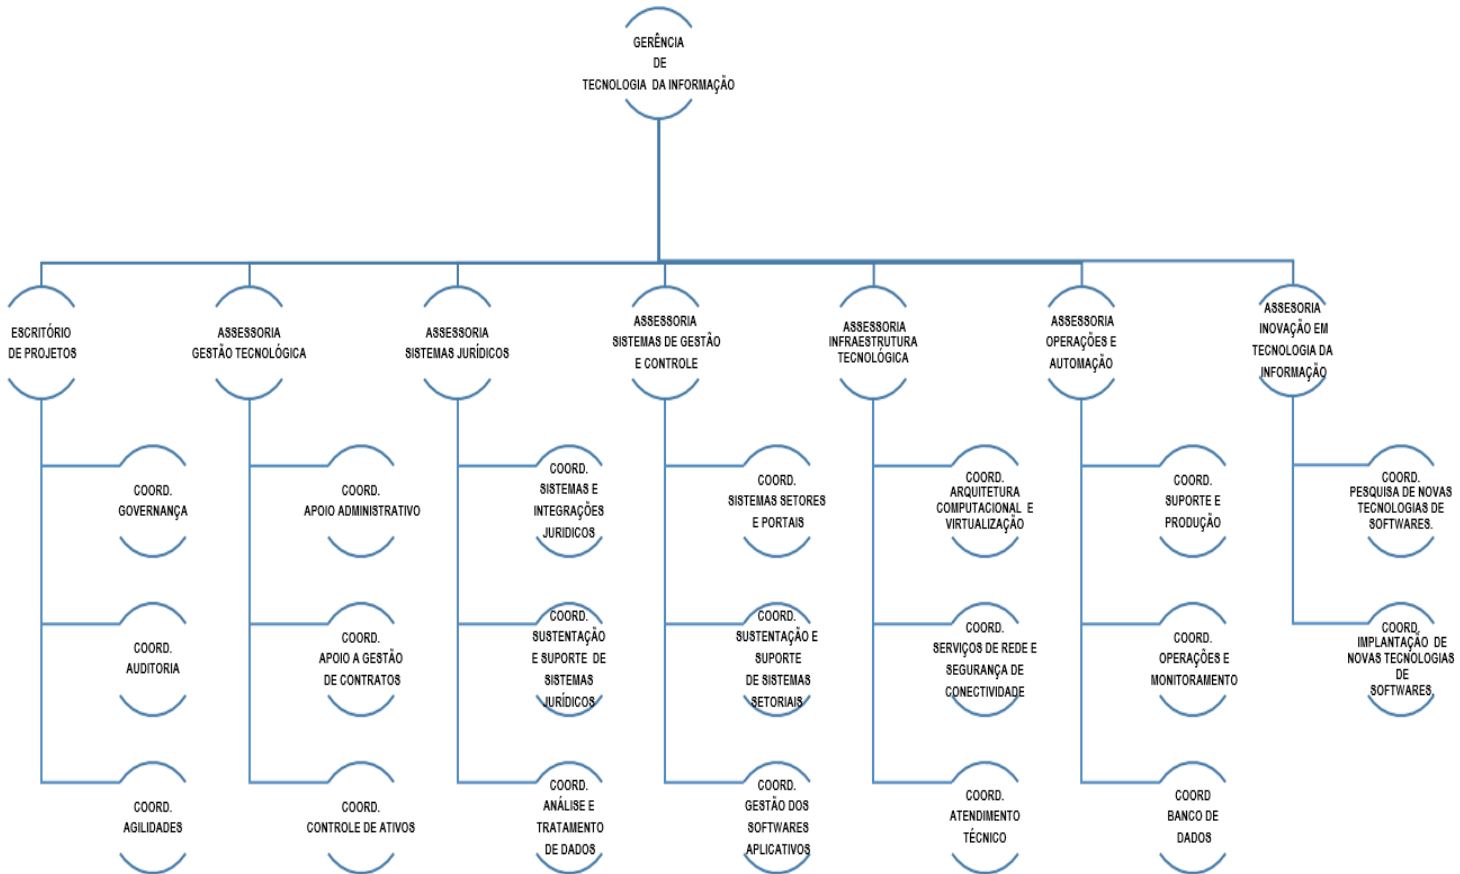 GERÊNCIA
DE
TECNOLOGIA DA INFORMAÇÃO
ESCRITÓRIO
DE PROJETOS
ASSESSORIA
GESTÃO TECNOLÓGICA
ASSESSORIA
SISTEMAS JURÍDICOS
ASSESSORIA
SISTEMAS DE GESTÃO
E CONTROLE
ASSESSORIA
INFRAESTRUTURA
TECNOLÓGICA
ASSESSORIA
OPERAÇÕES E
AUTOMAÇÃO
ASSESSORIA
INOVAÇÃO EM
TECNOLOGIA DA
INFORMAÇÃO
COORD.
GOVERNANÇA
COORD.
APOIO ADMINISTRATIVO
COORD.
SISTEMAS E
INTEGRAÇÕES
JURIDICOS
COORD.
SISTEMAS SETORES
E PORTAIS
COORD.
ARQUITETURA
COMPUTACIONAL E
VIRTUALIZAÇÃO
COORD.
SUPORTE E
PRODUÇÃO
COORD.
PESQUISA DE NOVAS
TECNOLOGIAS DE
SOFTWARES.
COORD.
AUDITORIA
COORD.
APOIO A GESTÃO
DE CONTRATOS
COORD.
SUSTENTAÇÃO
E SUPORTE DE
SISTEMAS
JURÍDICOS
COORD.
SUSTENTAÇÃO E
SUPORTE
DE SISTEMAS
SETORIAIS
COORD.
SERVIÇOS DE REDE E
SEGURANÇA DE
CONECTIVIDADE
COORD.
OPERAÇÕES E
MONITORAMENTO
COORD.
IMPLANTAÇÃO DE
NOVAS TECNOLOGIAS
DE
SOFTWARES.
COORD.
AGILIDADES
COORD.
CONTROLE DE ATIVOS
COORD.
ANÁLISE E
TRATAMENTO
DE DADOS
COORD.
GESTÃO DOS
SOFTWARES
APLICATIVOS
COORD.
ATENDIMENTO
TÉCNICO
COORD
BANCO DE
DADOS